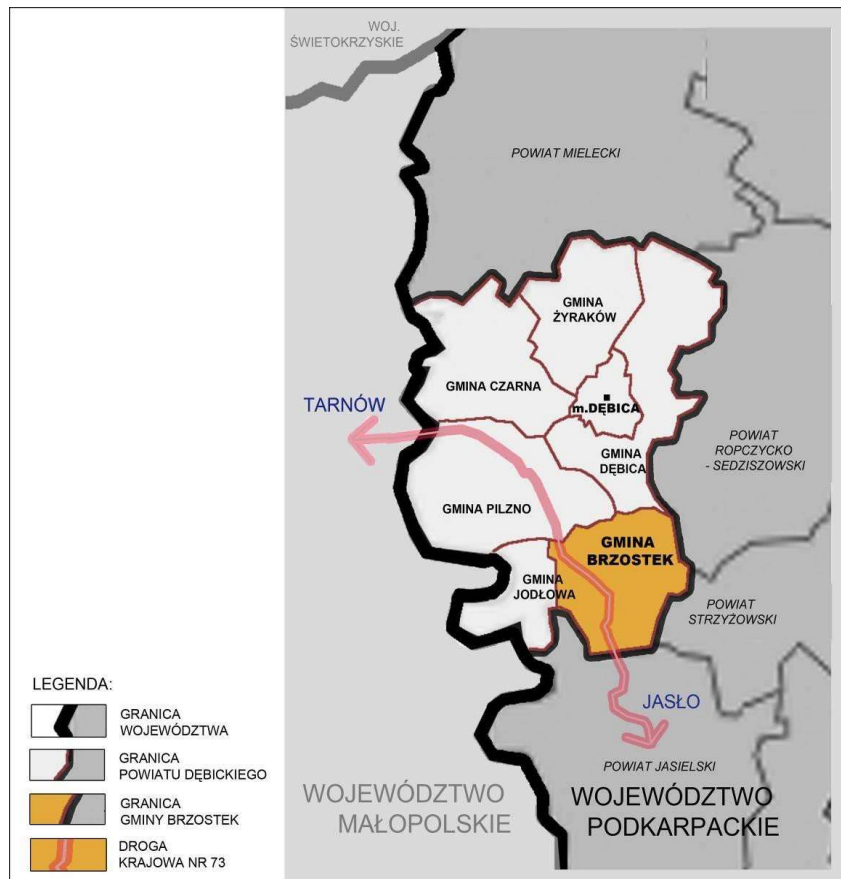 WOJ.
ŚWIETOKRZYSKIE
POWIAT MIELECKI
GMINA
ŻYRAKÓW
GMINA CZARNA
m.DĘBICA
TARNÓW
GMINA
DĘBICA
POWIAT
ROPCZYCKO
- SEDZISZOWSKI
GMINA PILZNO
GMINA
BRZOSTEK
GMINA
JODŁOWA
POWIAT
STRZYŻOWSKI
JASŁO
POWIAT JASIELSKI
WOJEWÓDZTWO
MAŁOPOLSKIE
WOJEWÓDZTWO
PODKARPACKIE
LEGENDA:
GRANICA
WOJEWÓDZTWA
GRANICA
POWIATU DĘBICKIEGO
GRANICA
GMINY BRZOSTEK
DROGA
KRAJOWA NR 73